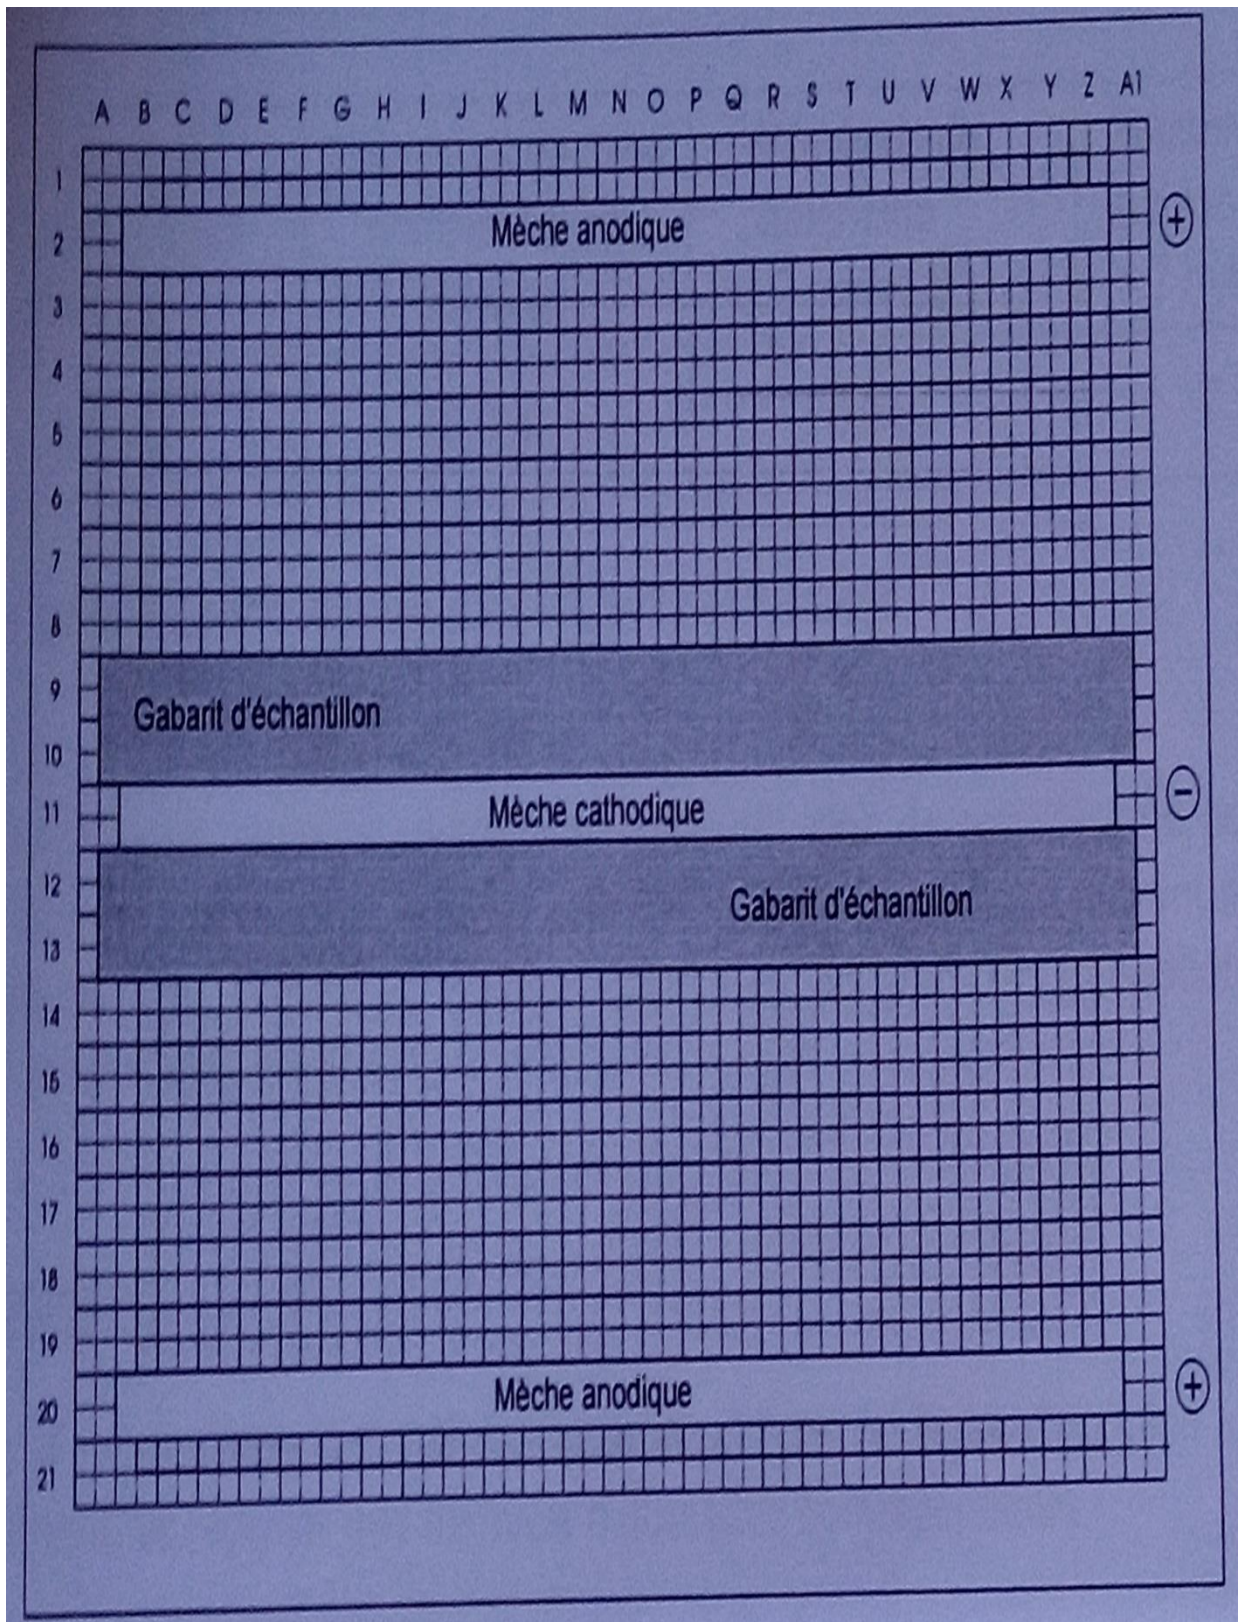 A B C D E F G H I J K L M N O P Q R S T U V W X Y Z A1
1
2 Mèche anodique +
3
4
5
6
7
8
9
Gabarit d'échantillon
10
11 Mèche cathodique −
12 Gabarit d'échantillon
13
14
15
16
17
18
19
20 Mèche anodique +
21